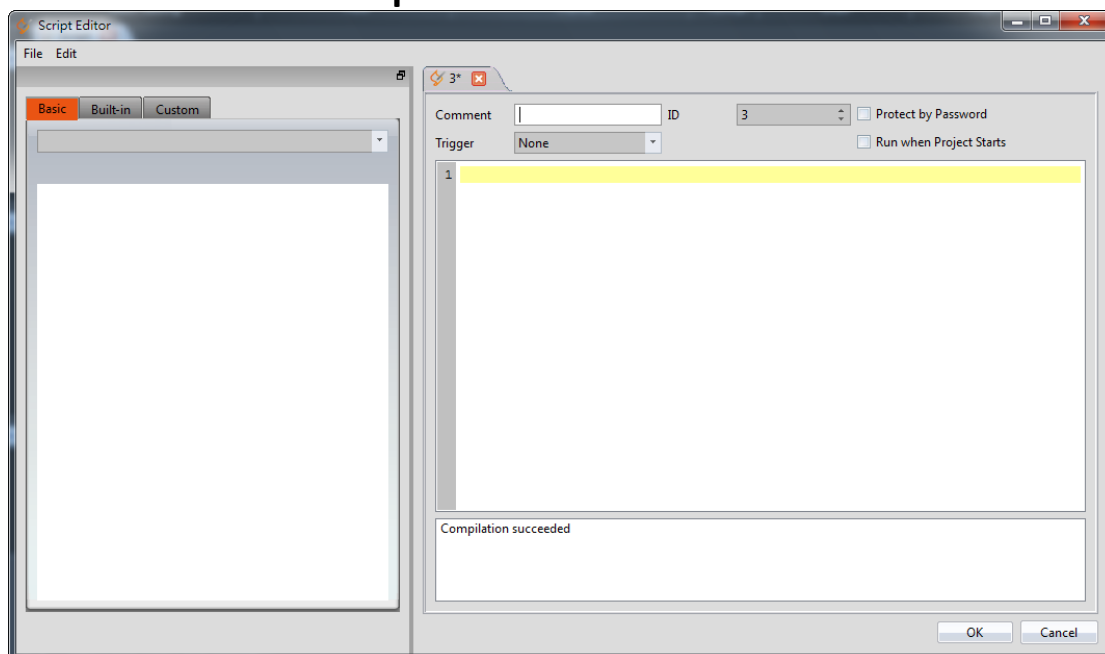 Script Editor
File Edit
Basic Built-in Custom
3*
Comment ID 3 Protect by Password
Trigger None Run when Project Starts
1
Compilation succeeded
OK Cancel